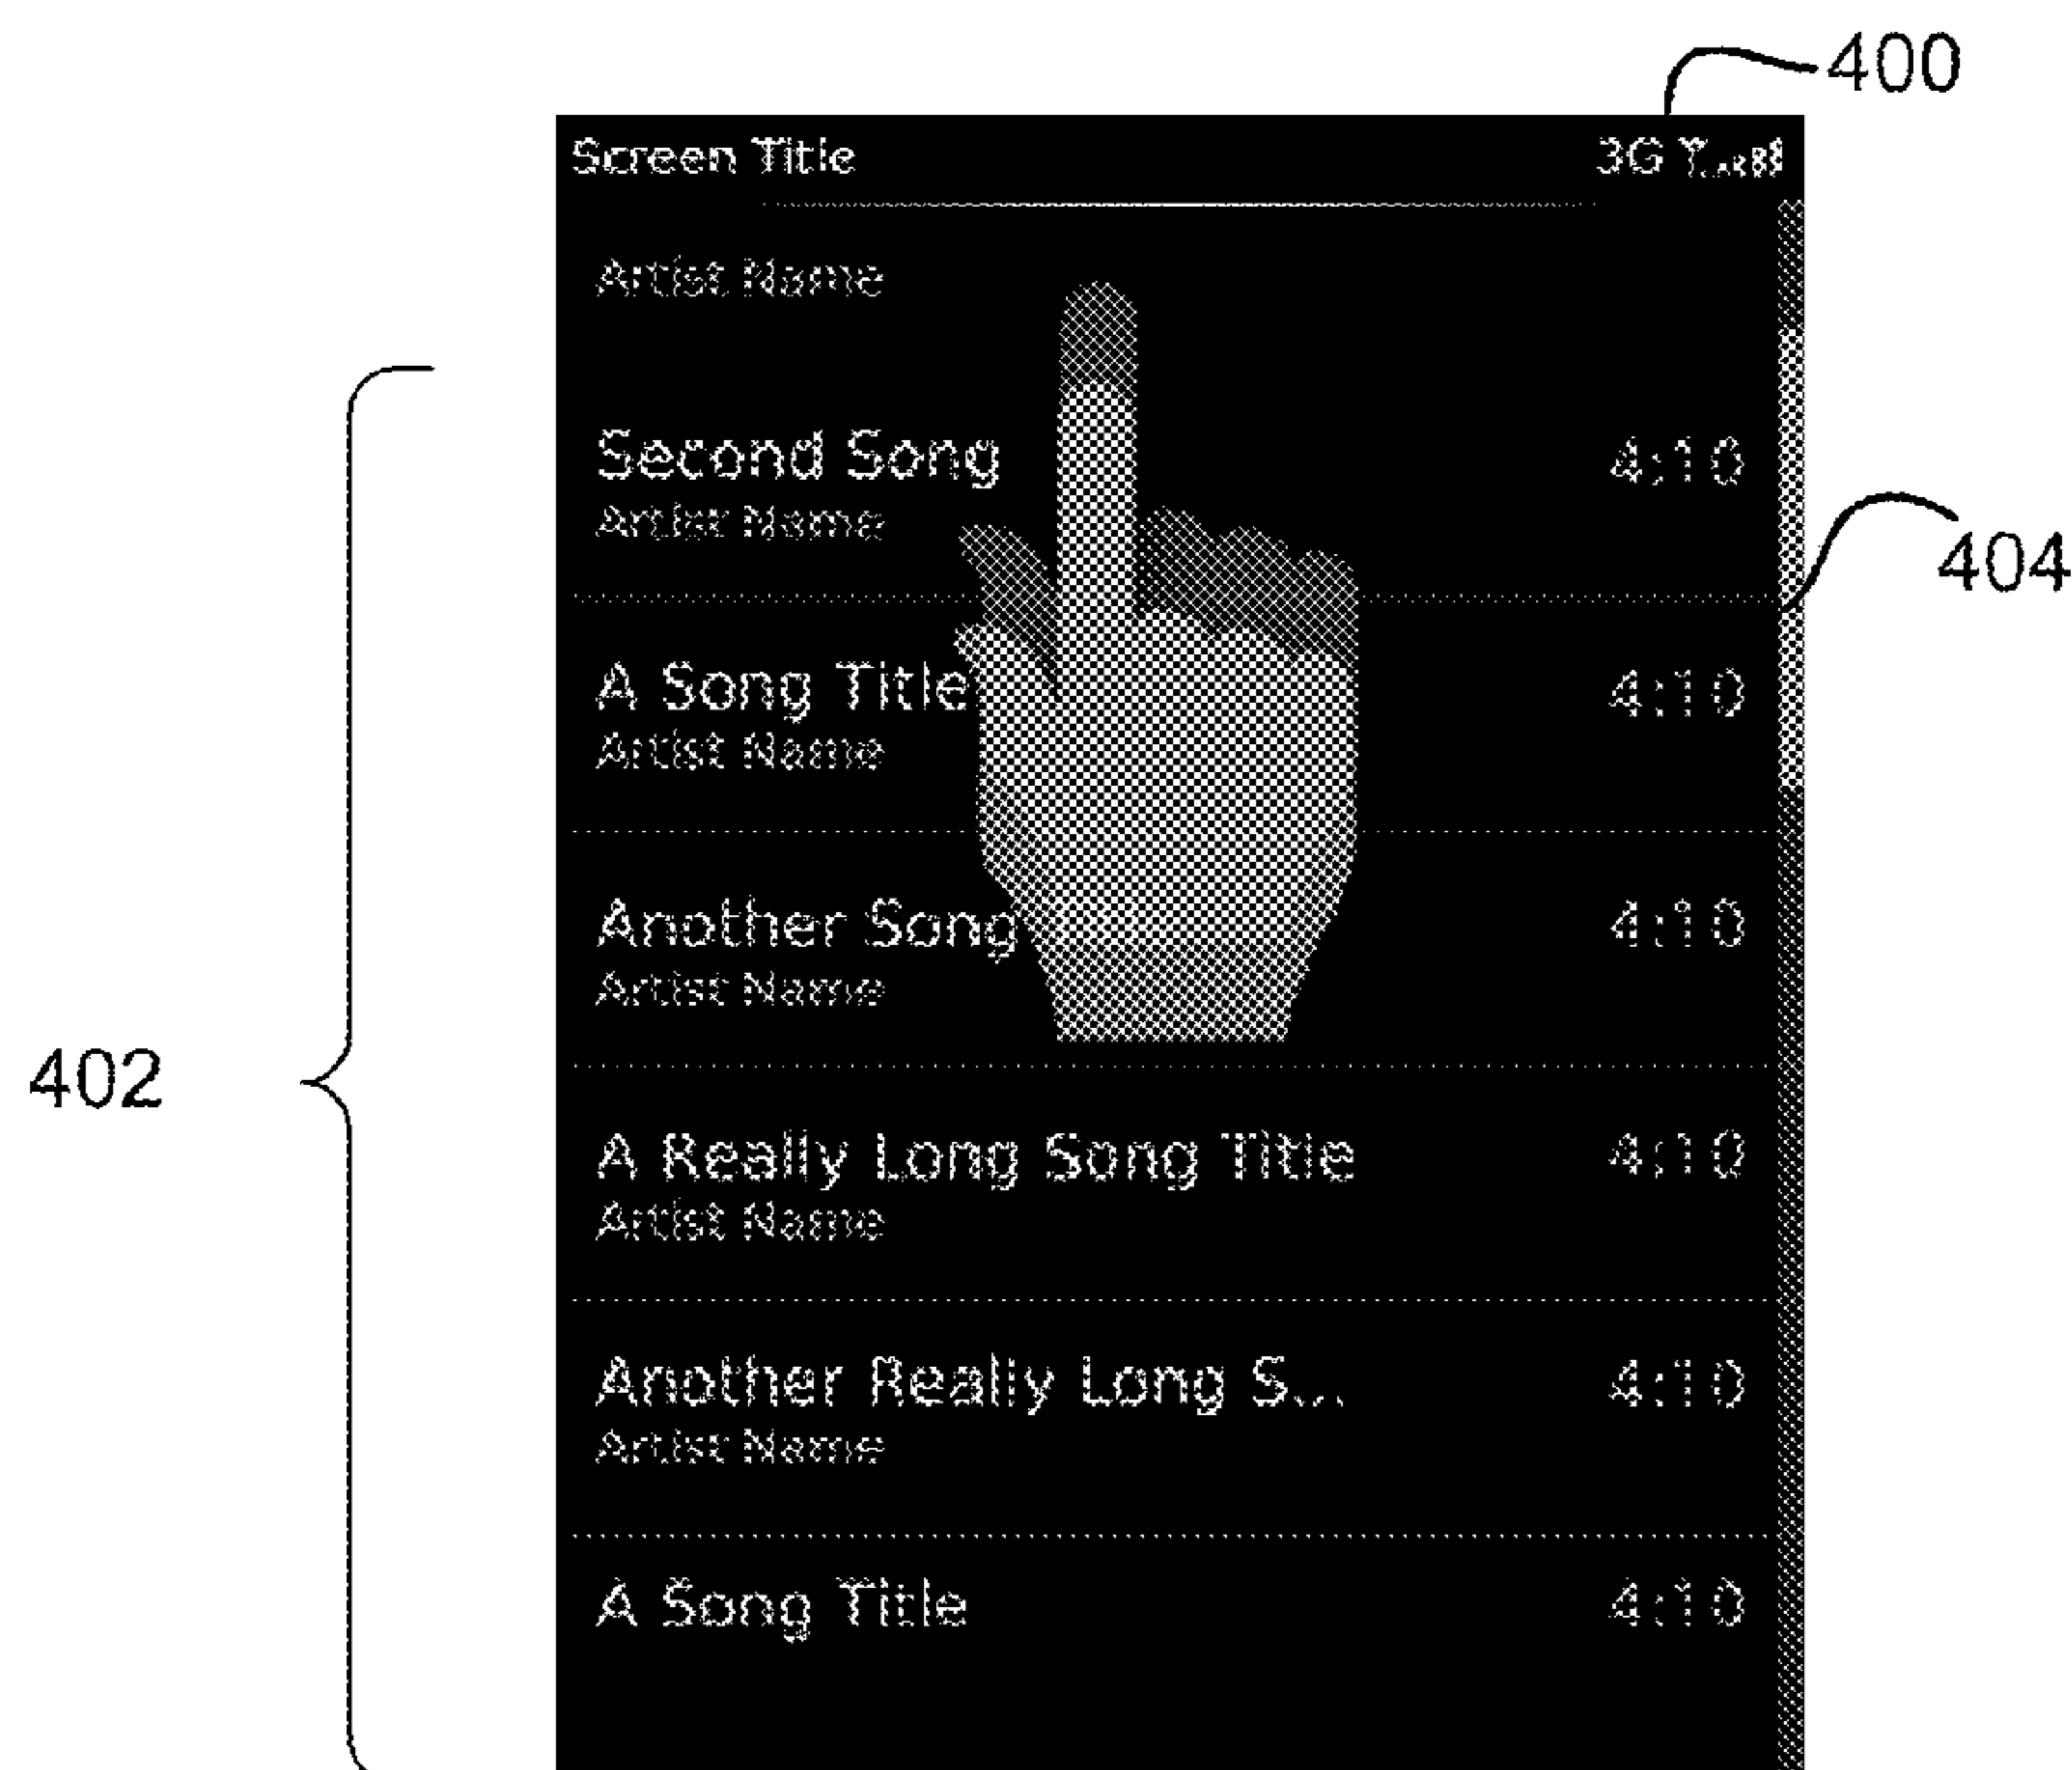 400
Screen Title 3G
Artist Name
Second Song 4:10
Artist Name
404
A Song Title 4:10
Artist Name
Another Song 4:10
Artist Name
402
A Really Long Song Title 4:10
Artist Name
Another Really Long S... 4:10
Artist Name
A Song Title 4:10